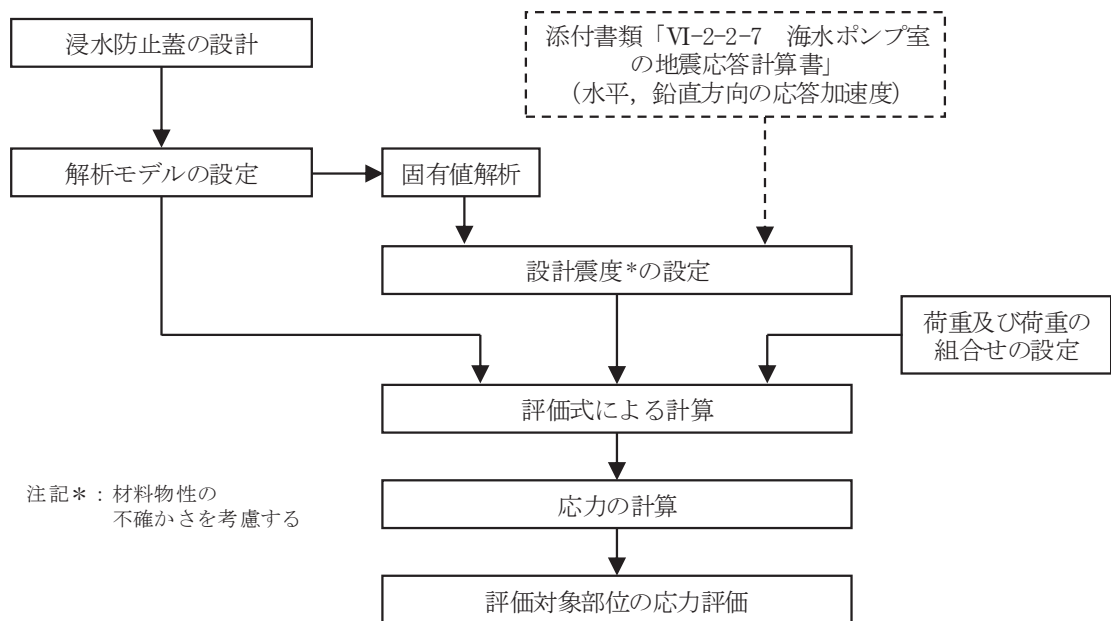 浸水防止蓋の設計
添付書類「Ⅵ-2-2-7　海水ポンプ室
の地震応答計算書」
（水平，鉛直方向の応答加速度）
解析モデルの設定
固有値解析
設計震度*の設定
荷重及び荷重の
組合せの設定
評価式による計算
注記＊：材料物性の
不確かさを考慮する
応力の計算
評価対象部位の応力評価